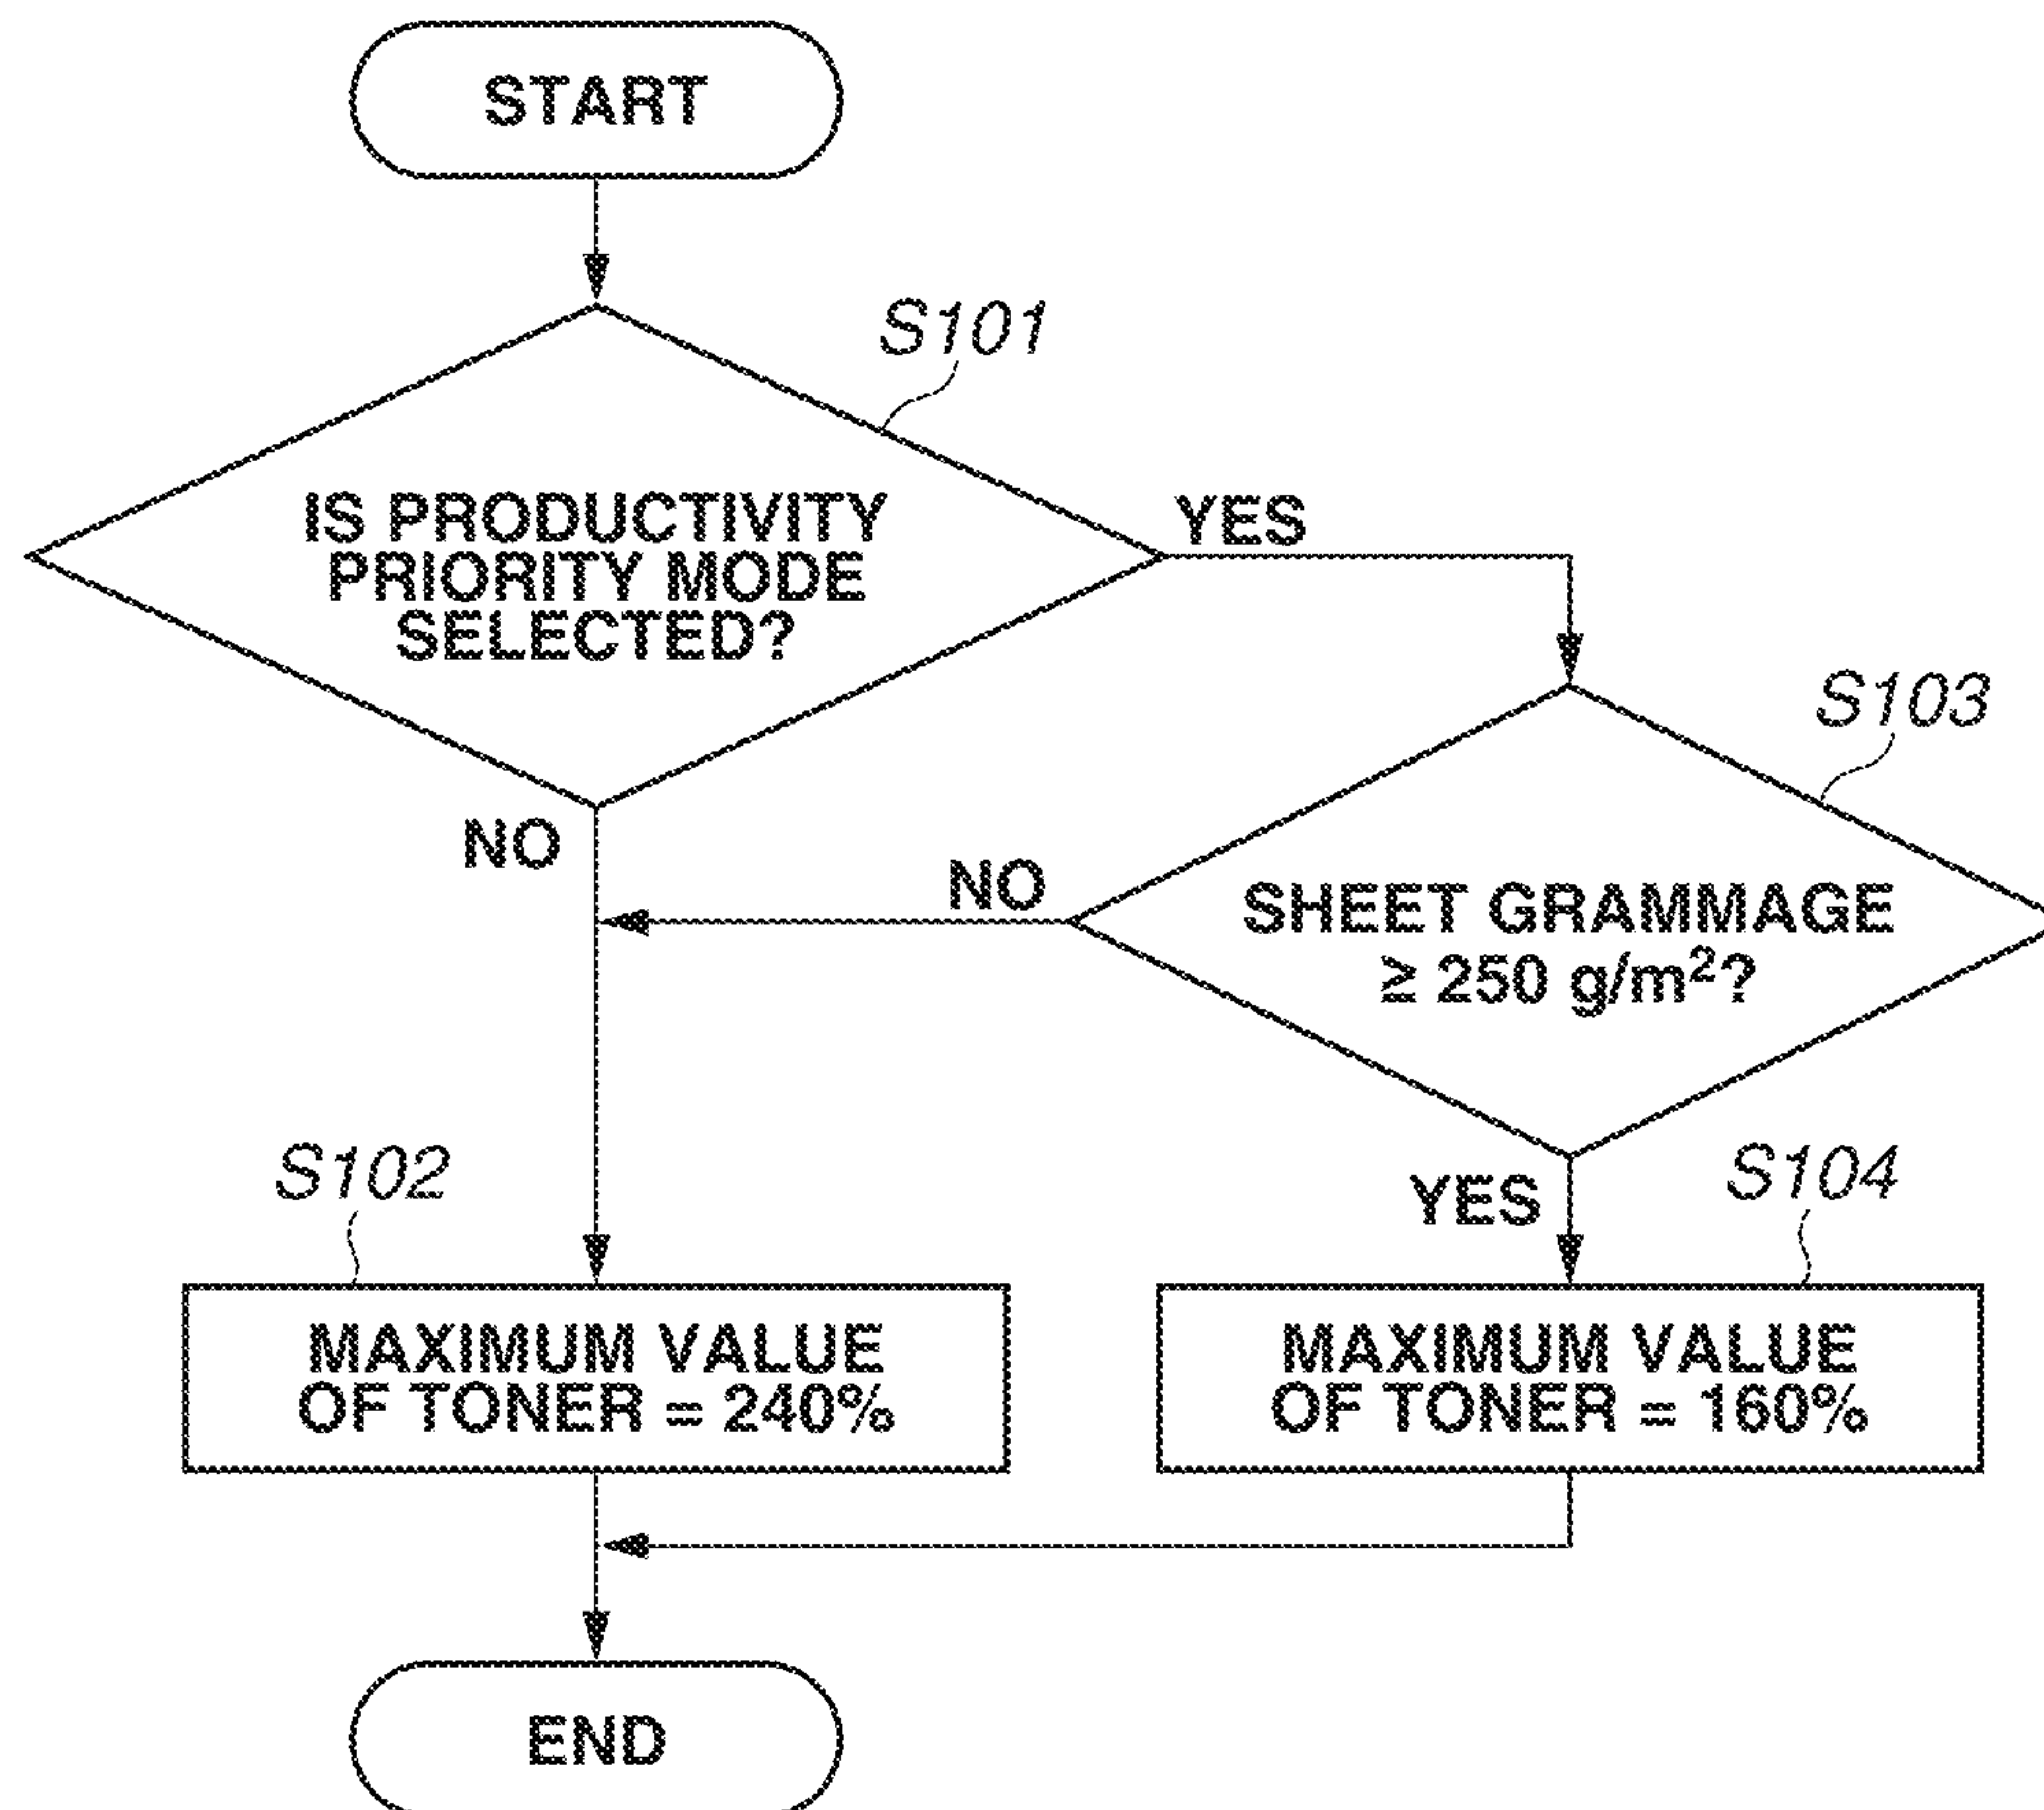 START
S101
IS PRODUCTIVITY
PRIORITY MODE
SELECTED?
YES
S103
NO
NO
SHEET GRAMMAGE
≥ 250 g/m²?
S102
YES
S104
MAXIMUM VALUE
OF TONER = 240%
MAXIMUM VALUE
OF TONER = 160%
END